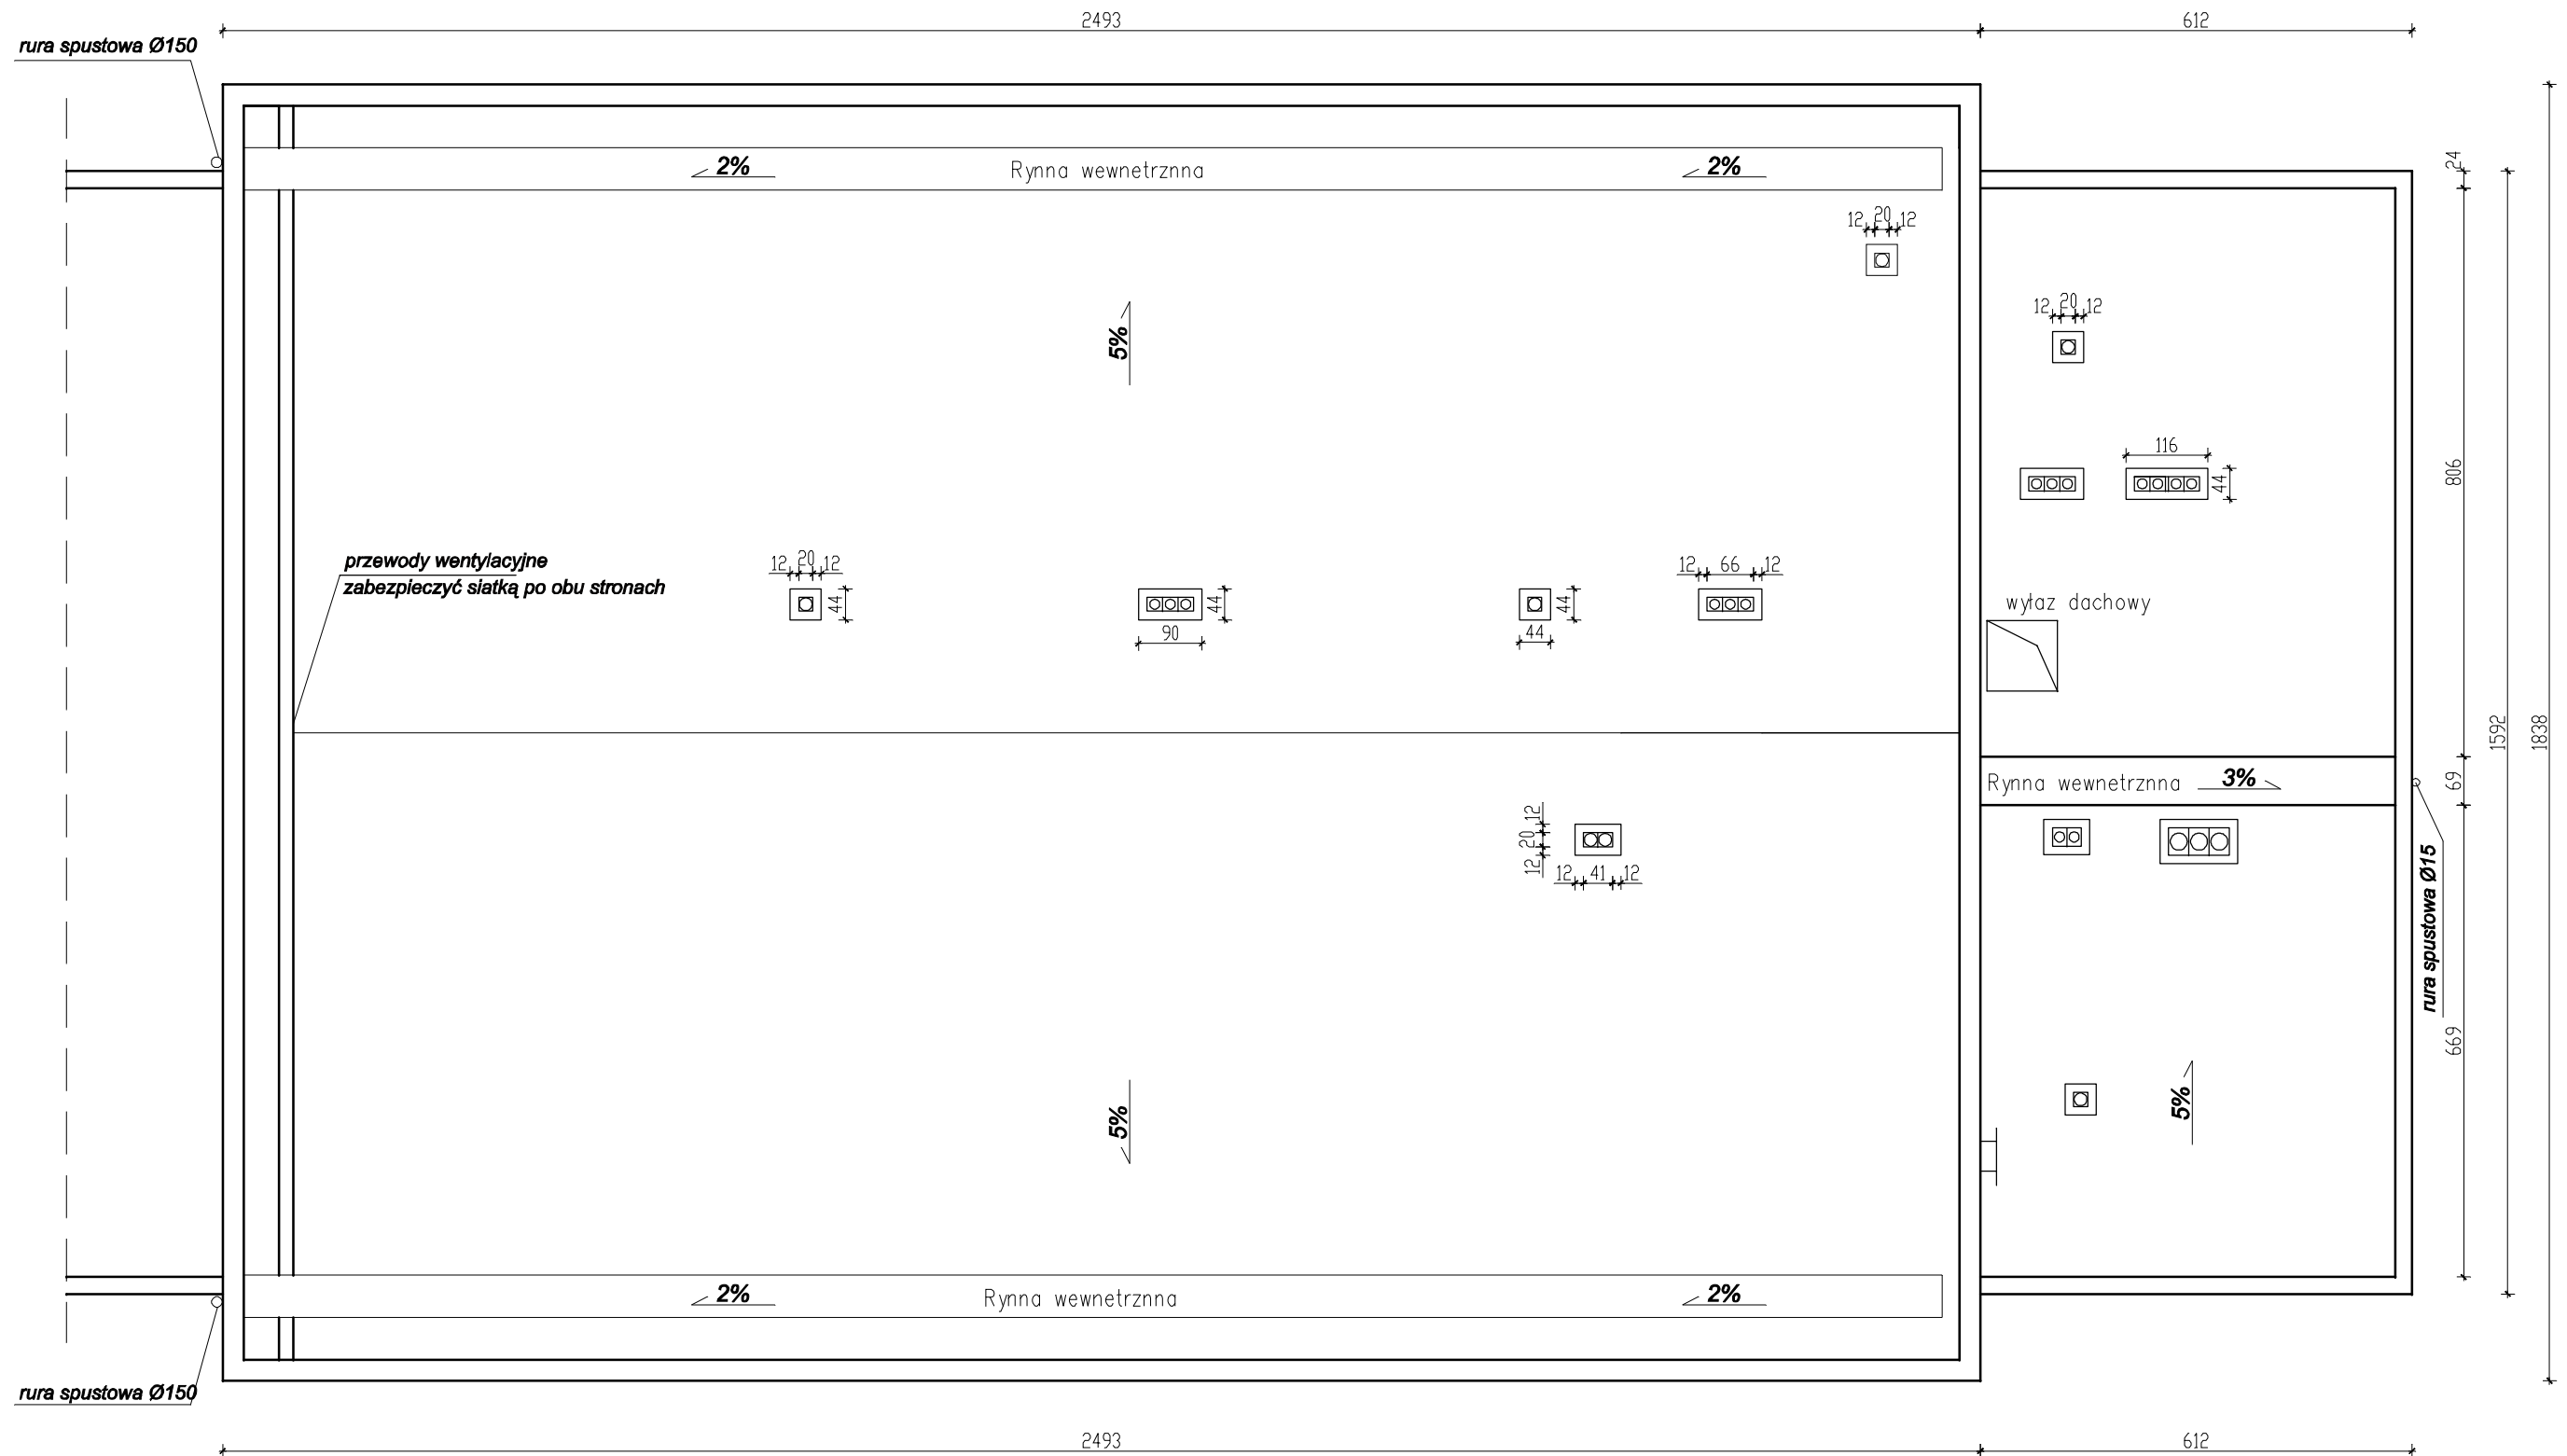 2493
612
rura spustowa Ø150
24
2%
Rynna wewnetrznna
2%
12 20 12
12 20 12
5%
116
44
806
przewody wentylacyjne
zabezpieczyć siatką po obu stronach
12 20 12
44
44
90
44
44
12 66 12
wyłaz dachowy
1592
1838
Rynna wewnetrznna
3%
69
12
20
12
12 41 12
rura spustowa Ø15
669
5%
5%
2%
Rynna wewnetrznna
2%
rura spustowa Ø150
2493
612